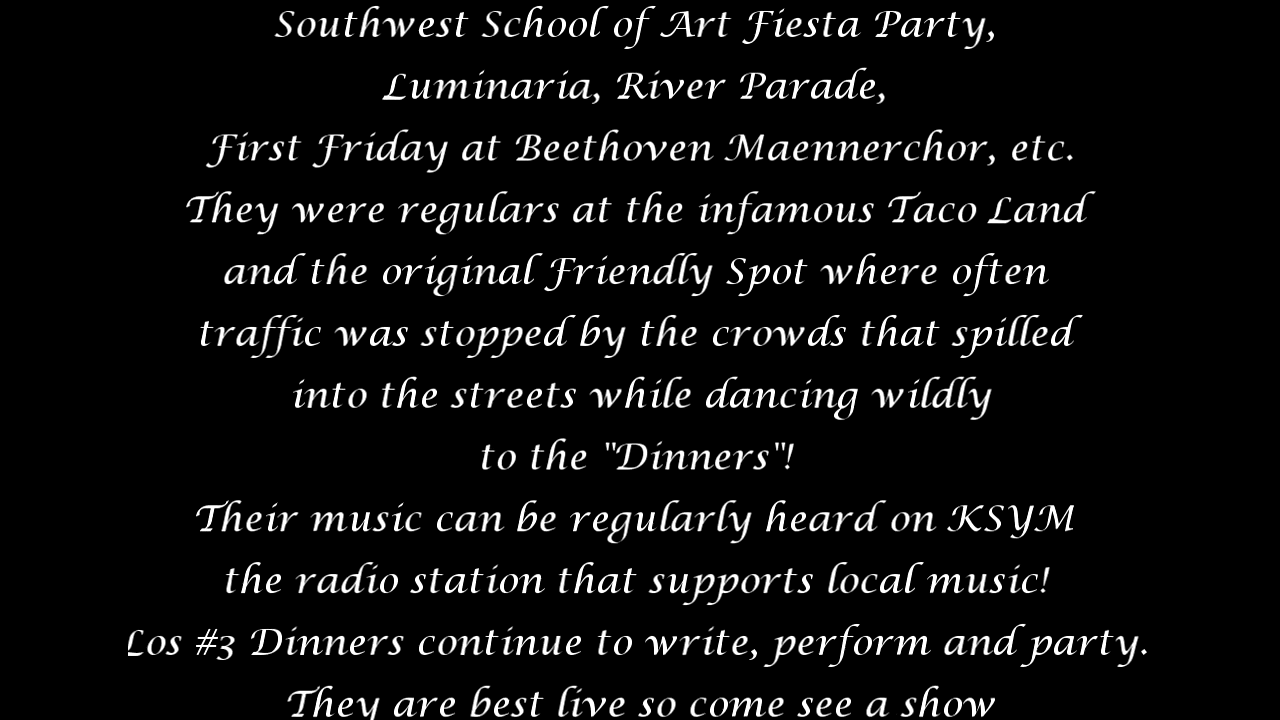 Southwest School of Art Fiesta Party,
Luminaria, River Parade,
First Friday at Beethoven Maennerchor, etc.
They were regulars at the infamous Taco Land
and the original Friendly Spot where often
traffic was stopped by the crowds that spilled
into the streets while dancing wildly
to the "Dinners"!
Their music can be regularly heard on KSYM
the radio station that supports local music!
Los #3 Dinners continue to write, perform and party.
They are best live so come see a show